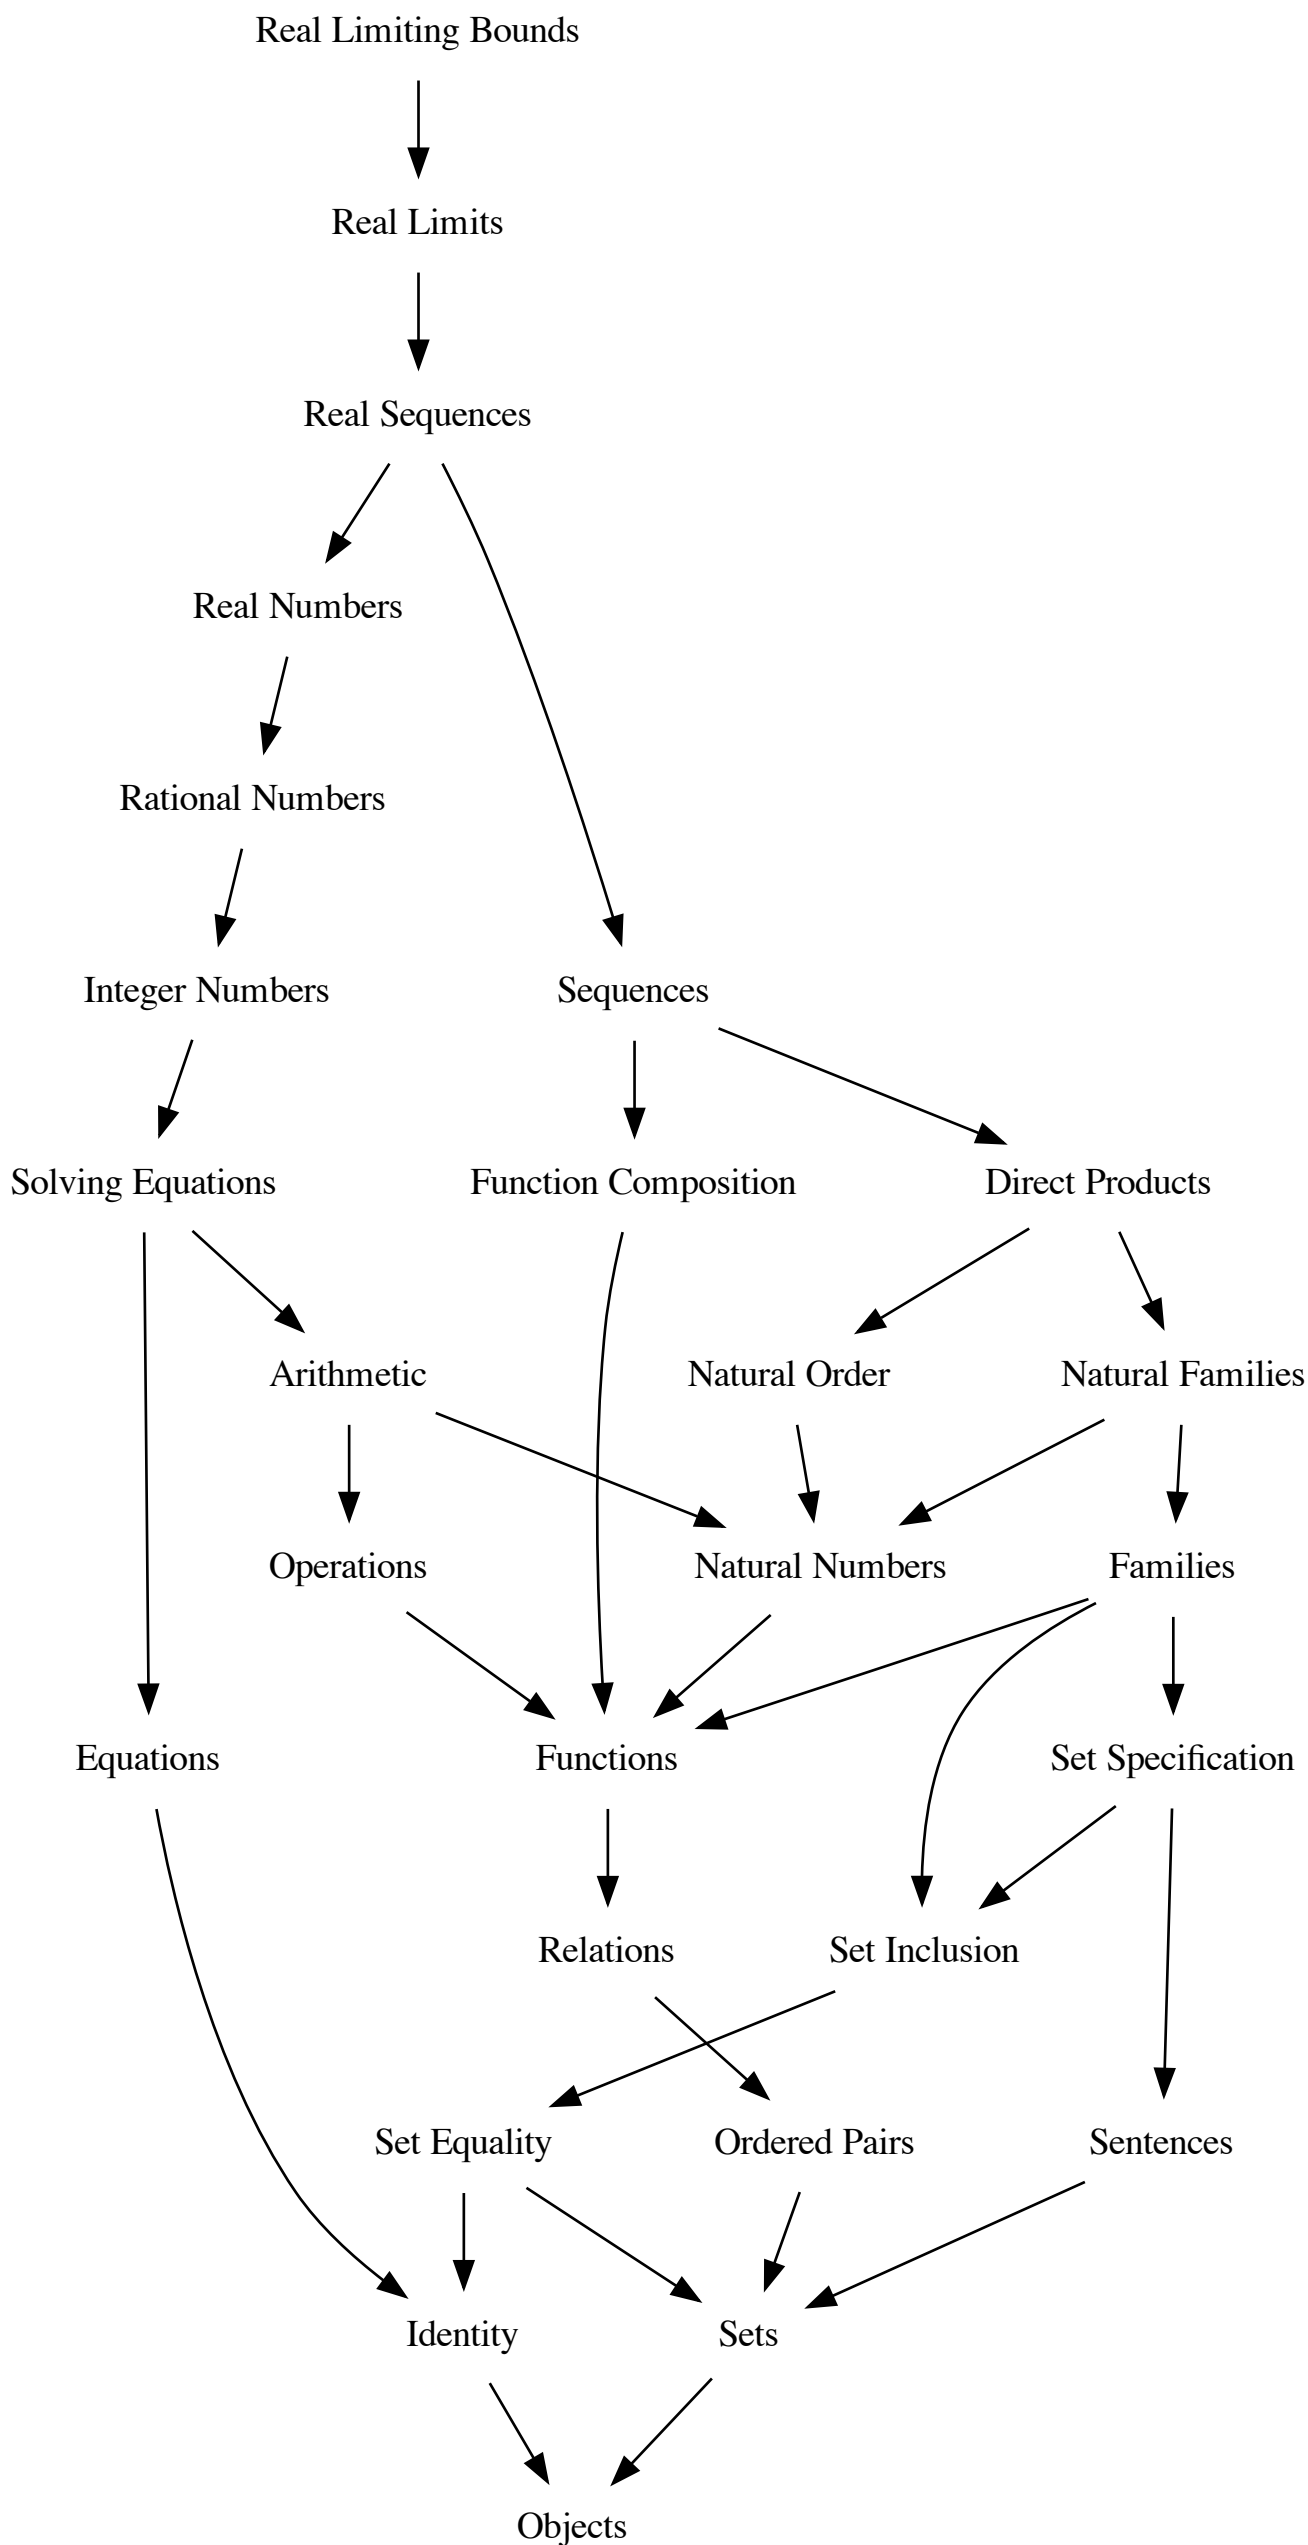 Real Limiting Bounds
Real Limits
Real Sequences
Real Numbers
Rational Numbers
Integer Numbers
Sequences
Solving Equations
Function Composition
Direct Products
Arithmetic
Natural Order
Natural Families
Operations
Natural Numbers
Families
Equations
Functions
Set Specification
Relations
Set Inclusion
Set Equality
Ordered Pairs
Sentences
Identity
Sets
Objects